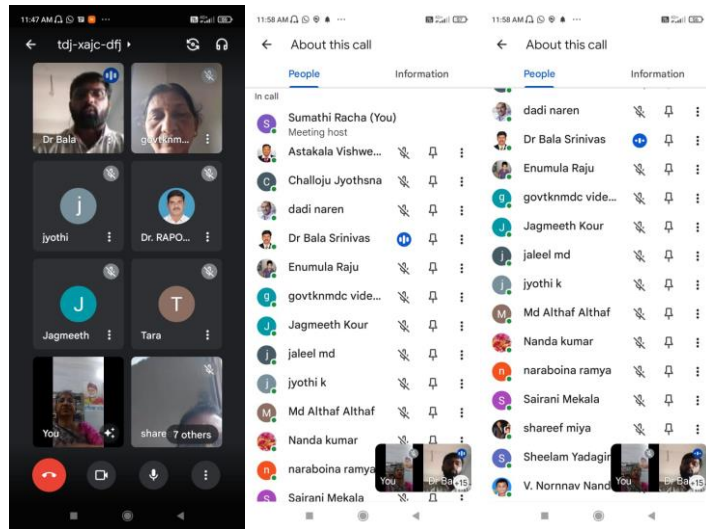 11:47 AM
tdj-xajc-dfj
Dr Bala
govtknm...
j
jyothi
Dr. RAPO...
J
Jagmeeth
T
Tara
You
share
7 others
11:58 AM
About this call
People
Information
In call
S
Sumathi Racha (You)
Meeting host
Astakala Vishwe...
C
Challoju Jyothsna
dadi naren
Dr Bala Srinivas
Enumula Raju
g
govtknmdc vide...
J
Jagmeeth Kour
j
jaleel md
j
jyothi k
M
Md Althaf Althaf
Nanda kumar
n
naraboina ramya
S
Sairani Mekala
You
Dr Ba
+15
11:58 AM
About this call
People
Information
dadi naren
Dr Bala Srinivas
Enumula Raju
g
govtknmdc vide...
J
Jagmeeth Kour
j
jaleel md
j
jyothi k
M
Md Althaf Althaf
Nanda kumar
n
naraboina ramya
S
Sairani Mekala
shareef miya
S
Sheelam Yadagir
V. Nornnav Nand
You
Dr Ba
+15